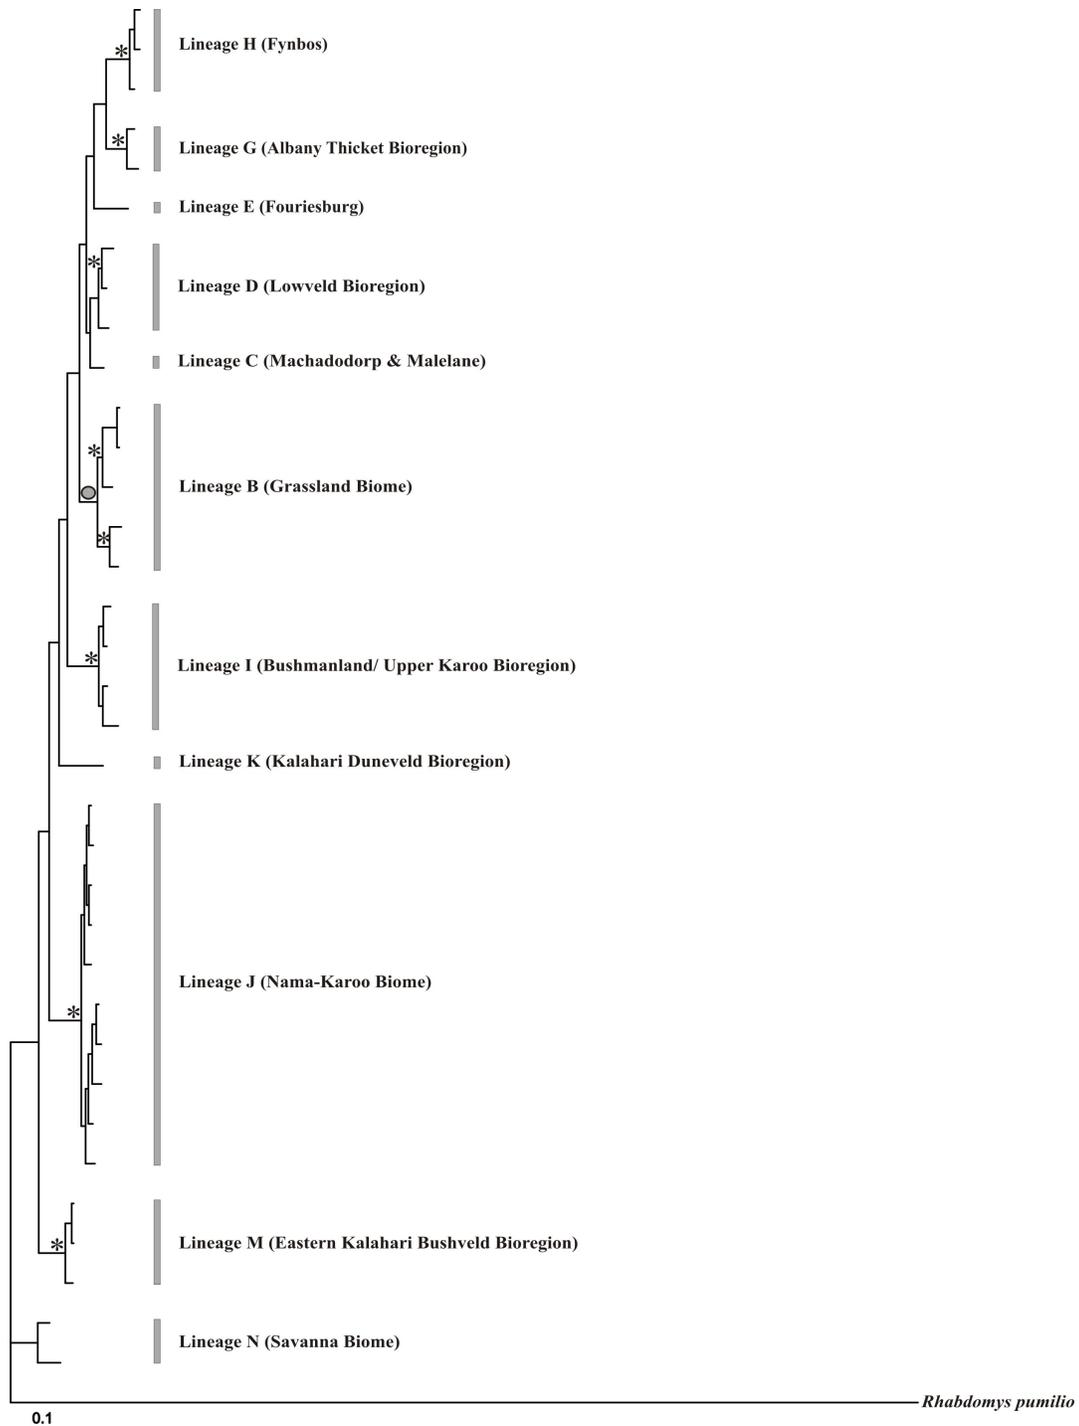 Lineage H (Fynbos)
Lineage G (Albany Thicket Bioregion)
Lineage E (Fouriesburg)
Lineage D (Lowveld Bioregion)
Lineage C (Machadodorp & Malelane)
Lineage B (Grassland Biome)
Lineage I (Bushmanland/ Upper Karoo Bioregion)
Lineage K (Kalahari Duneveld Bioregion)
Lineage J (Nama-Karoo Biome)
Lineage M (Eastern Kalahari Bushveld Bioregion)
Lineage N (Savanna Biome)
Rhabdomys pumilio
0.1